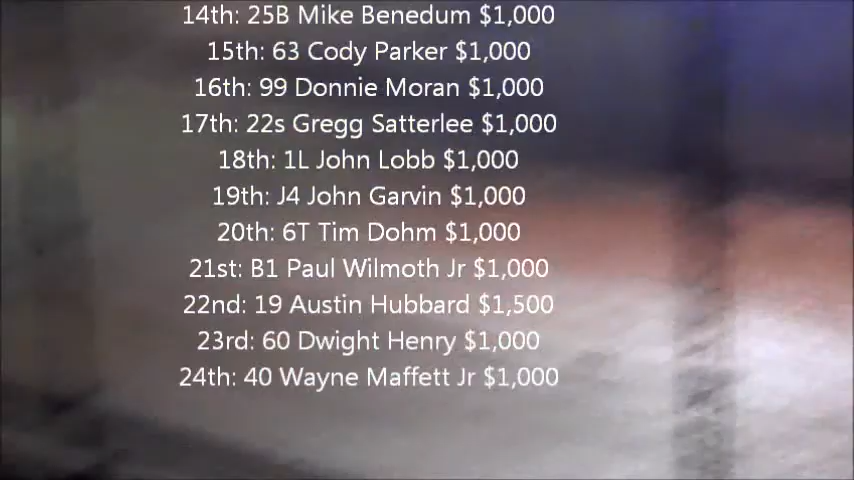 14th: 25B Mike Benedum $1,000
15th: 63 Cody Parker $1,000
16th: 99 Donnie Moran $1,000
17th: 22s Gregg Satterlee $1,000
18th: 1L John Lobb $1,000
19th: J4 John Garvin $1,000
20th: 6T Tim Dohm $1,000
21st: B1 Paul Wilmoth Jr $1,000
22nd: 19 Austin Hubbard $1,500
23rd: 60 Dwight Henry $1,000
24th: 40 Wayne Maffett Jr $1,000